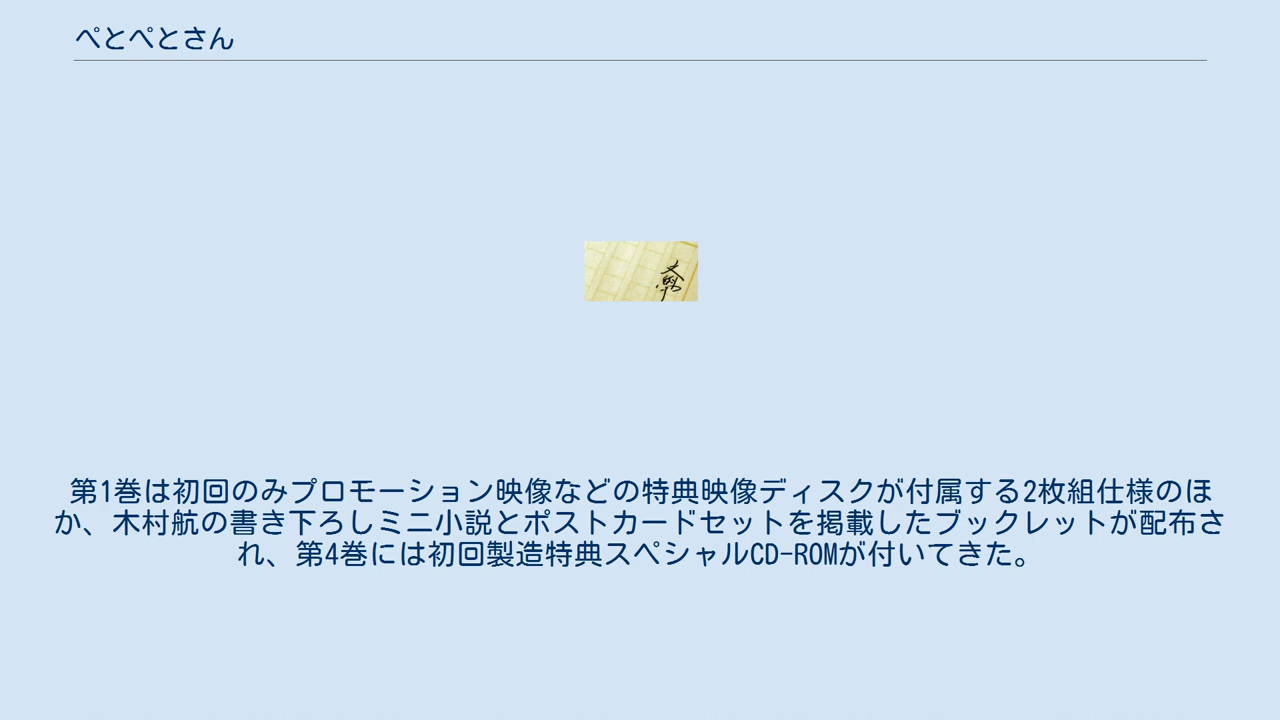 ぺとぺとさん
第1巻は初回のみプロモーション映像などの特典映像ディスクが付属する2枚組仕様のほ
か、木村航の書き下ろしミニ小説とポストカードセットを掲載したブックレットが配布さ
れ、第4巻には初回製造特典スペシャルCD-ROMが付いてきた。